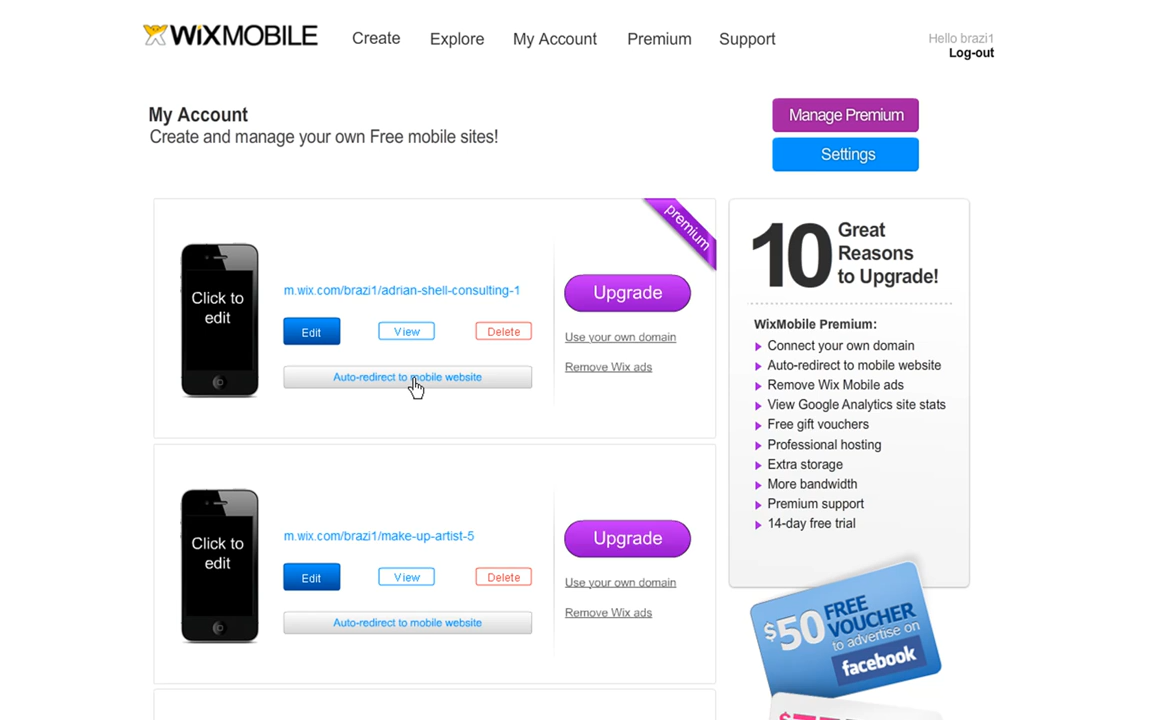 WiXMOBILE
Create
Explore
My Account
Premium
Support
Hello brazi1
Log-out
My Account
Create and manage your own Free mobile sites!
Manage Premium
Settings
premium
Click to
edit
m.wix.com/brazi1/adrian-shell-consulting-1
Edit
View
Delete
Auto-redirect to mobile website
Upgrade
Use your own domain
Remove Wix ads
Click to
edit
m.wix.com/brazi1/make-up-artist-5
Edit
View
Delete
Auto-redirect to mobile website
Upgrade
Use your own domain
Remove Wix ads
10
Great
Reasons
to Upgrade!
WixMobile Premium:
Connect your own domain
Auto-redirect to mobile website
Remove Wix Mobile ads
View Google Analytics site stats
Free gift vouchers
Professional hosting
Extra storage
More bandwidth
Premium support
14-day free trial
$50 FREE
VOUCHER
to advertise on
facebook